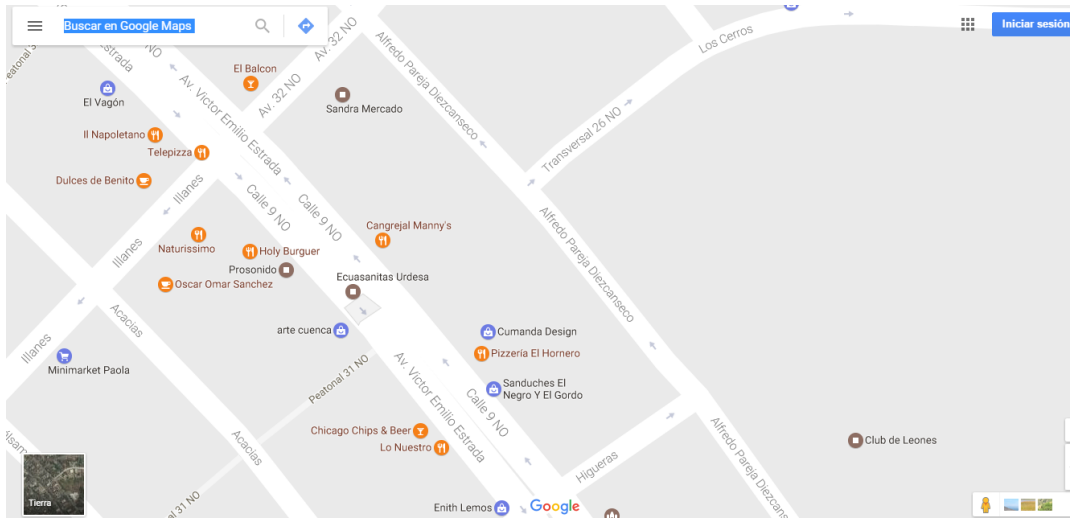 Buscar en Google Maps
Iniciar sesión
Los Cerros
Av. 32 NO
Alfredo Pareja Diezcanseco
Estrada
NO
El Balcon
El Vagón
Av. Victor Emilio Estrada
Av. 32 NO
Sandra Mercado
Il Napoletano
Telepizza
Transversal 26 NO
Dulces de Benito
Illanes
Calle 9 NO
Calle 9 NO
Alfredo Pareja Diezcanseco
Cangrejal Manny's
Naturissimo
Holy Burguer
Illanes
Prosonido
Ecuasanitas Urdesa
Oscar Omar Sanchez
Acacias
arte cuenca
Cumanda Design
Illanes
Pizzería El Hornero
Minimarket Paola
Peatonal 31 NO
Av. Victor Emilio Estrada
Calle 9 NO
Sanduches El
Negro Y El Gordo
Chicago Chips & Beer
Lo Nuestro
Acacias
Alfredo Pareja Diezcanseco
Club de Leones
Higueras
Tierra
31 NO
Enith Lemos
Google